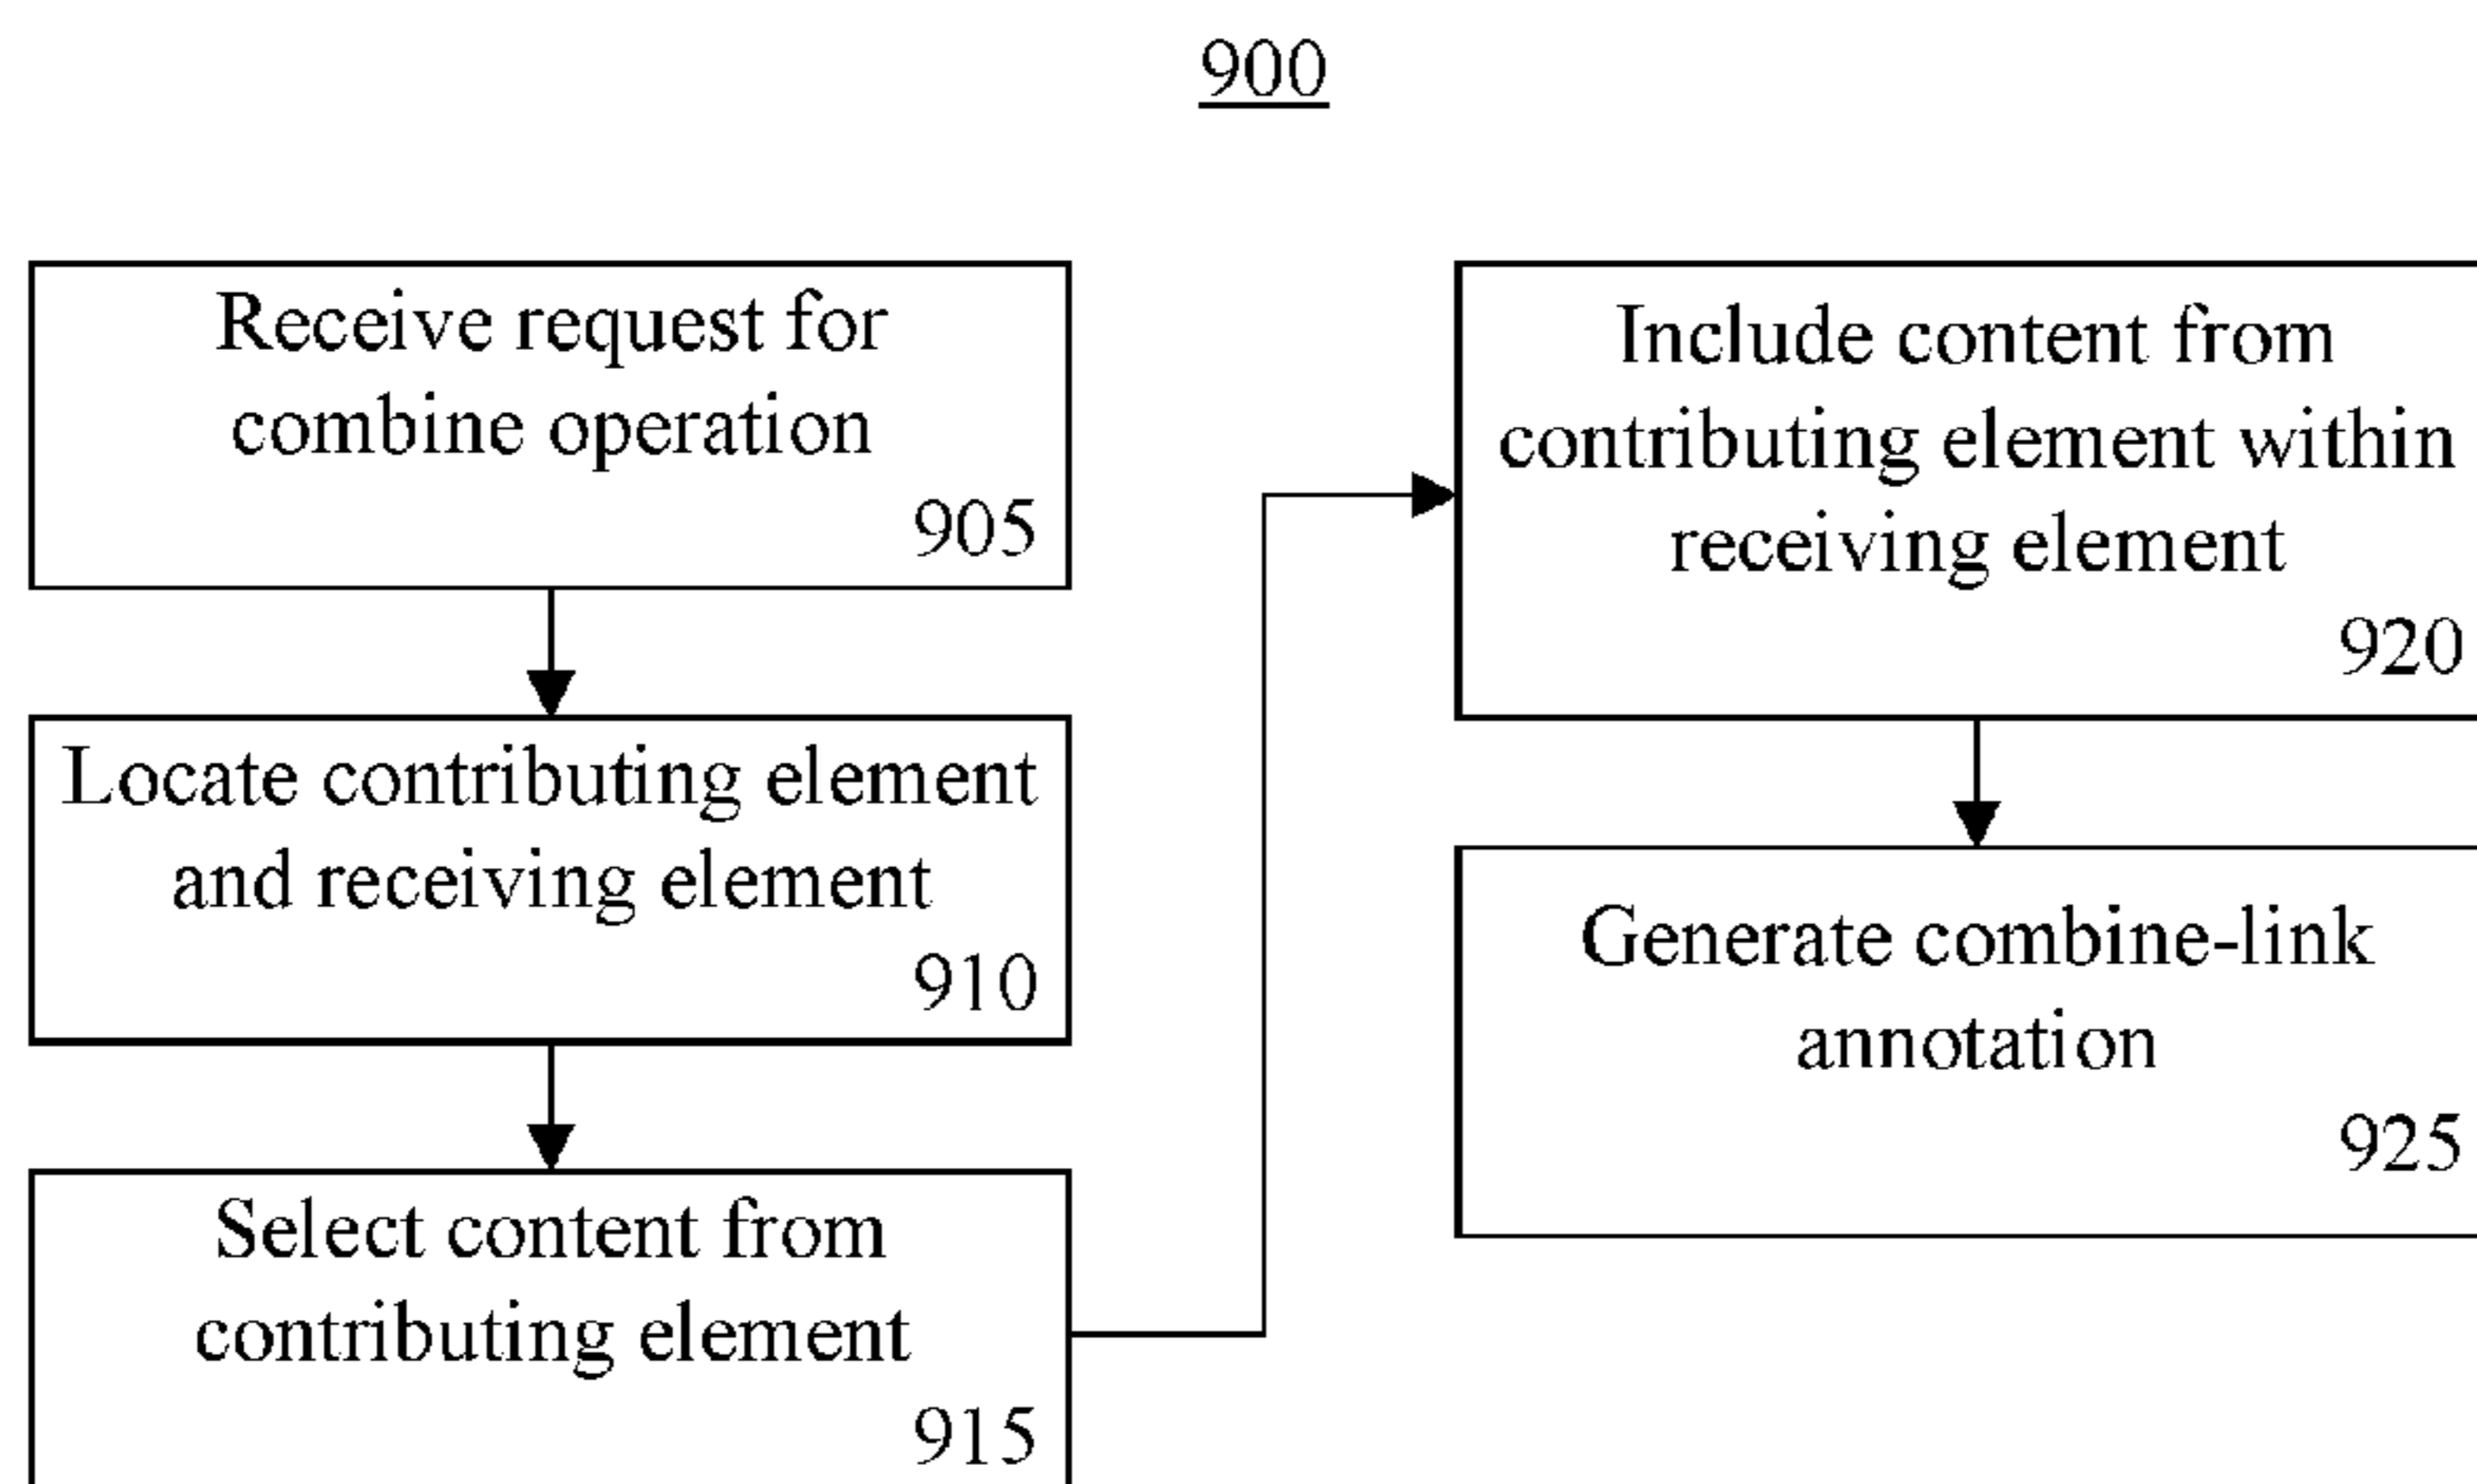 900
Receive request for
combine operation
905
Locate contributing element
and receiving element
910
Select content from
contributing element
915
Include content from
contributing element within
receiving element
920
Generate combine-link
annotation
925